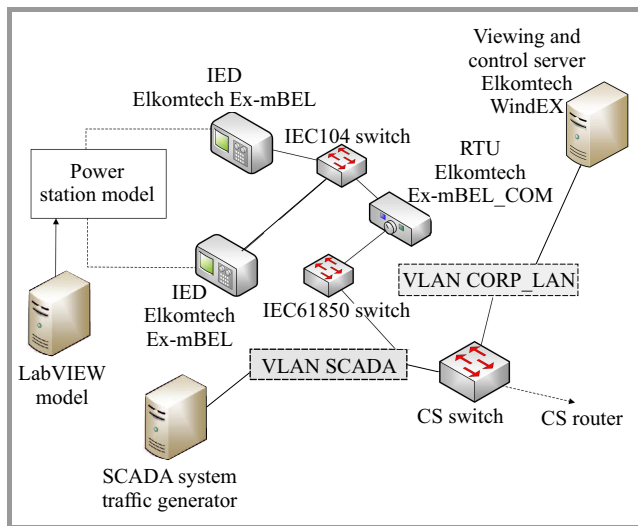 Viewing and
control server
Elkomtech
WindEX
IED
Elkomtech Ex-mBEL
IEC104 switch
RTU
Elkomtech
Ex-mBEL_COM
Power
station model
IED
Elkomtech
Ex-mBEL
IEC61850 switch
VLAN CORP_LAN
LabVIEW
model
VLAN SCADA
CS switch
CS router
SCADA system
traffic generator